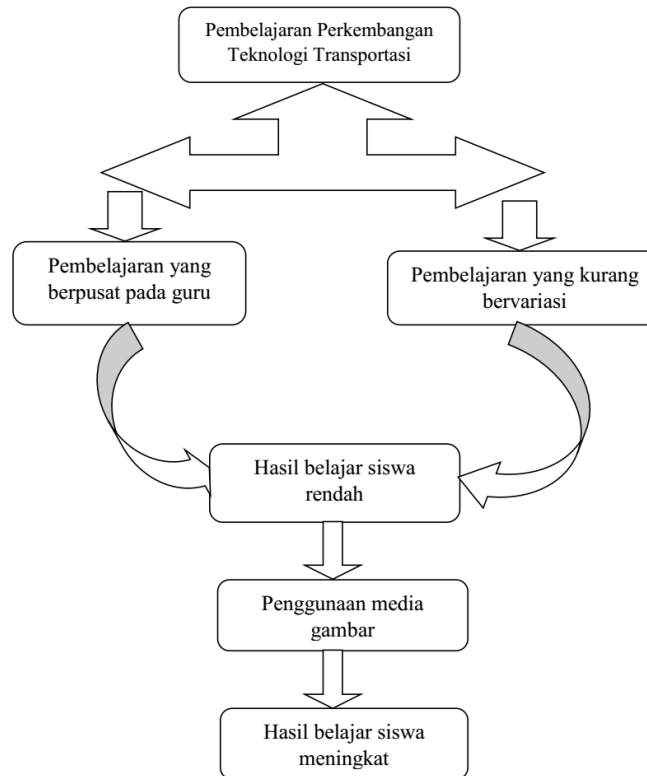 Pembelajaran Perkembangan
Teknologi Transportasi
Pembelajaran yang
berpusat pada guru
Pembelajaran yang kurang
bervariasi
Hasil belajar siswa
rendah
Penggunaan media
gambar
Hasil belajar siswa
meningkat